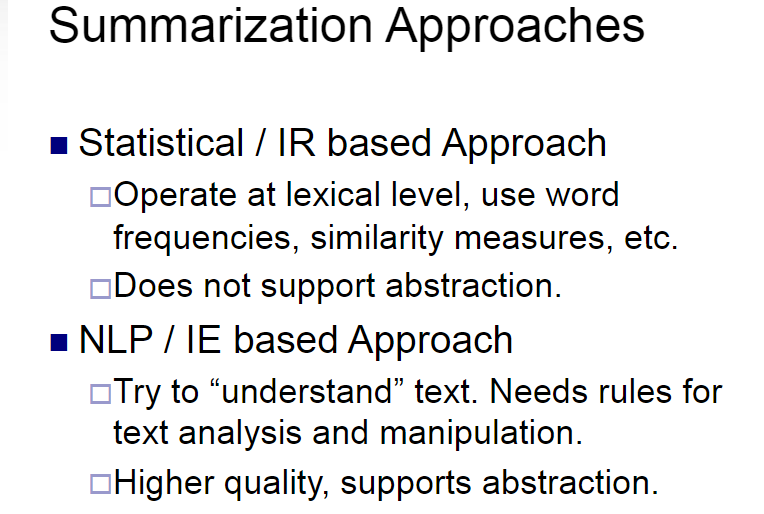 Summarization Approaches
Statistical / IR based Approach
Operate at lexical level, use word
frequencies, similarity measures, etc.
Does not support abstraction.
NLP / IE based Approach
Try to “understand” text. Needs rules for
text analysis and manipulation.
Higher quality, supports abstraction.